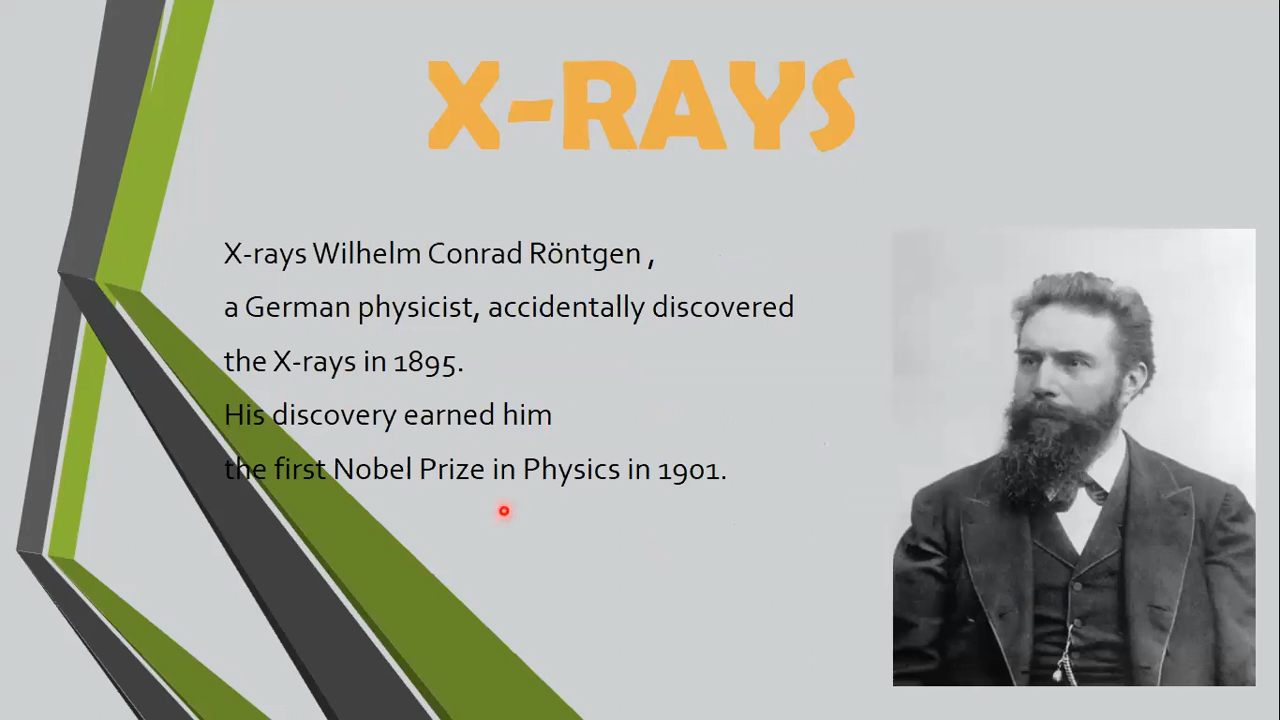 X-RAYS
X-rays Wilhelm Conrad Röntgen ,
a German physicist, accidentally discovered
the X-rays in 1895.
His discovery earned him
the first Nobel Prize in Physics in 1901.